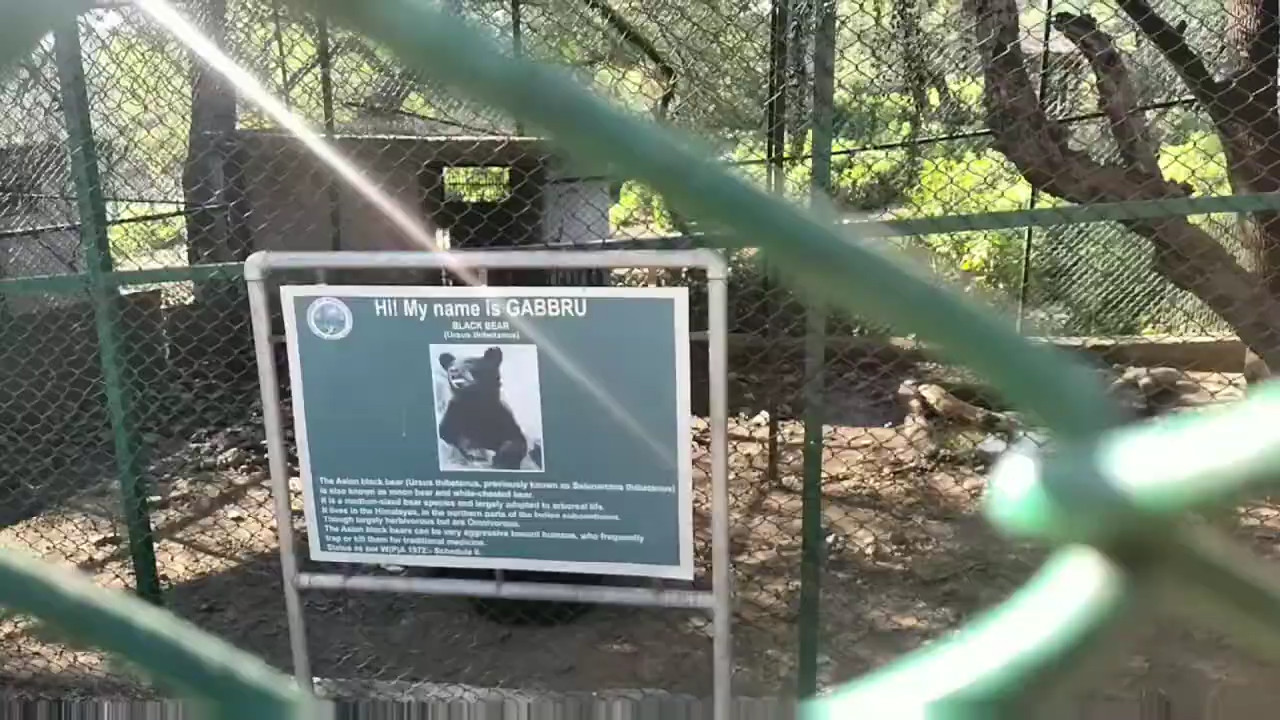 HI! My name is GABBRU
BLACK BEAR
(Ursus thibetanus)
The Asian black bear (Ursus thibetanus, previously known as Selenarctos thibetanus)
is also known as moon bear and white-chested bear.
It is a medium-sized bear species and largely adapted to arboreal life.
It lives in the Himalayas, in the northern parts of the Indian subcontinent.
Though largely herbivorous but are Omnivorous.
The Asian black bears can be very aggressive toward humans, who frequently
trap or kill them for traditional medicine.
Status as per W(P)A 1972:- Schedule II.